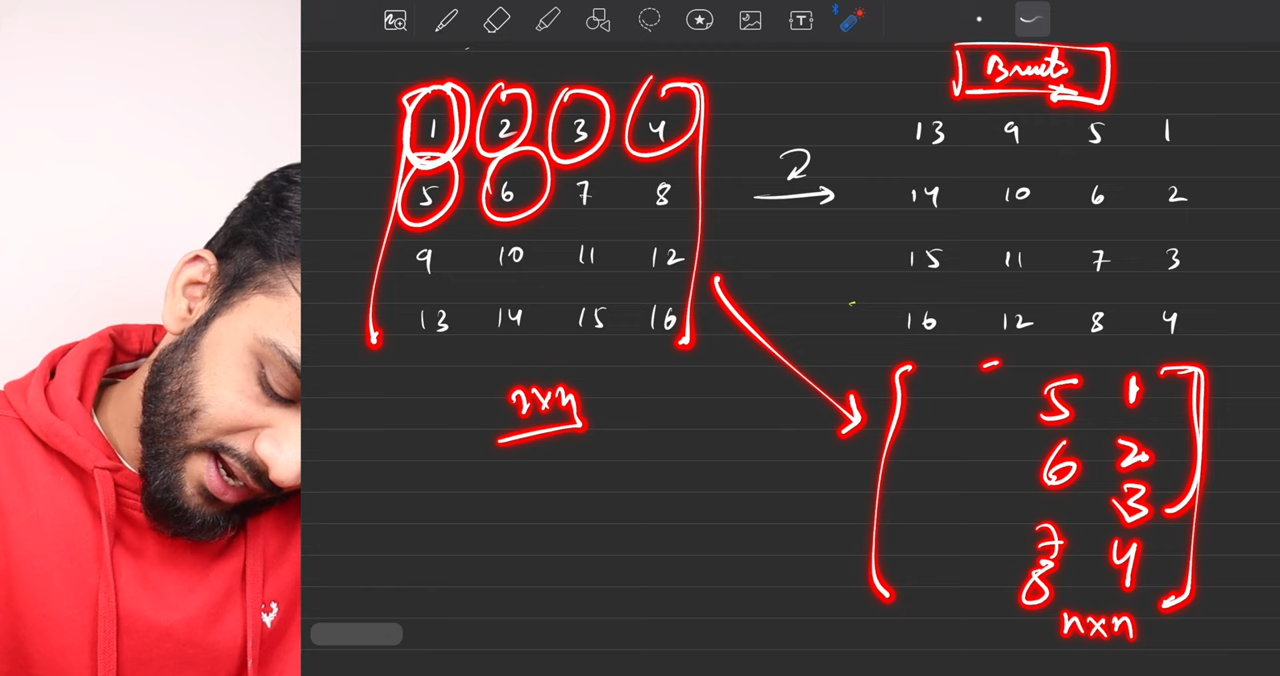 Brute
1 2 3 4
5 6 7 8
9 10 11 12
13 14 15 16
13 9 5 1
14 10 6 2
15 11 7 3
16 12 8 4
nxn
5 1
6 2
3
7 4
8
nxn
T